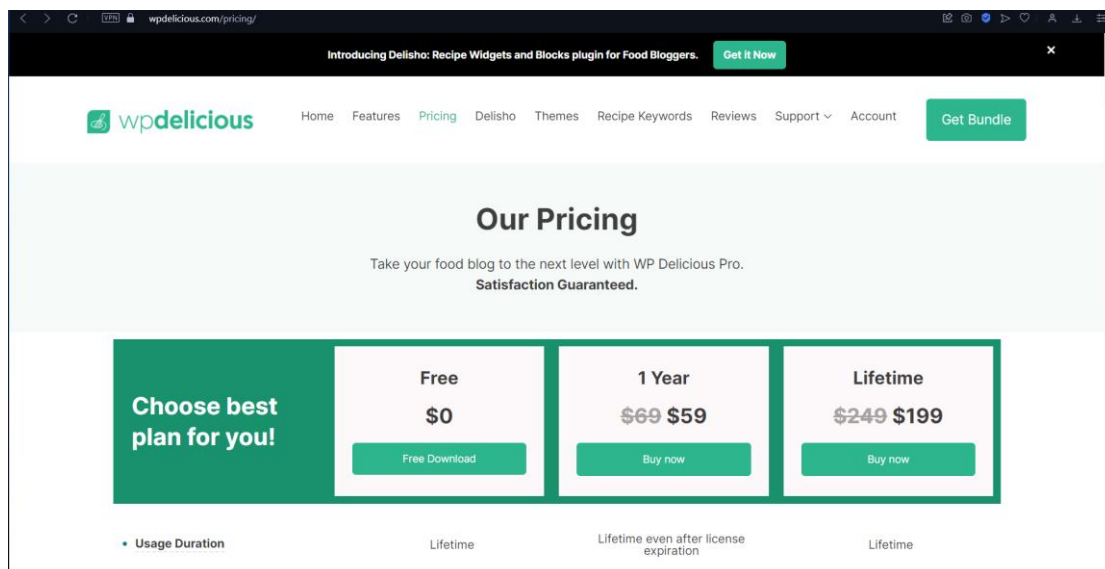 VPN wpdelicious.com/pricing/
Introducing Delisho: Recipe Widgets and Blocks plugin for Food Bloggers. Get It Now ×
wpdelicious Home Features Pricing Delisho Themes Recipe Keywords Reviews Support Account Get Bundle
Our Pricing
Take your food blog to the next level with WP Delicious Pro.
Satisfaction Guaranteed.
Choose best
plan for you!
Free
$0
Free Download
1 Year
$69 $59
Buy now
Lifetime
$249 $199
Buy now
• Usage Duration
Lifetime
Lifetime even after license
expiration
Lifetime